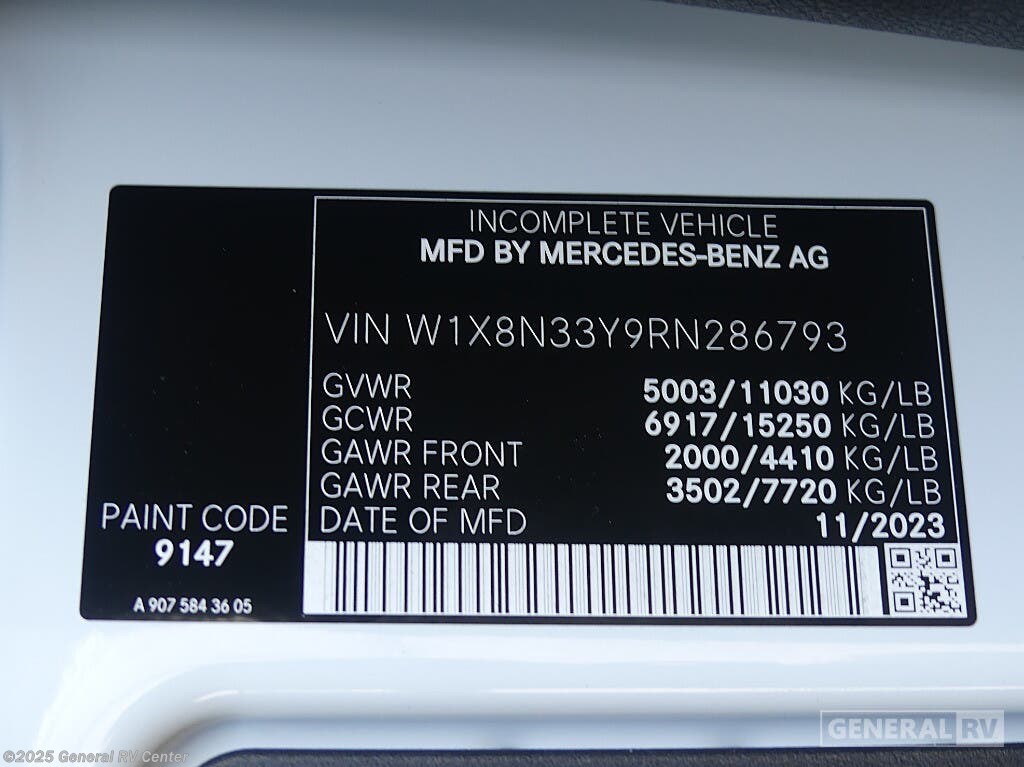 INCOMPLETE VEHICLE
MFD BY MERCEDES-BENZ AG
VIN W1X8N33Y9RN286793
GVWR 5003/11030 KG/LB
GCWR 6917/15250 KG/LB
GAWR FRONT 2000/4410 KG/LB
GAWR REAR 3502/7720 KG/LB
DATE OF MFD 11/2023
PAINT CODE
9147
A 907 584 36 05
GENERAL RV
©2025 General RV Center